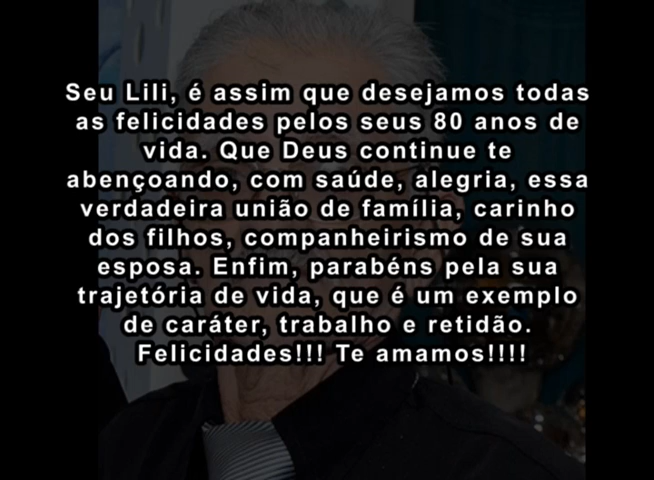 Seu Lili, é assim que desejamos todas
as felicidades pelos seus 80 anos de
vida. Que Deus continue te
abençoando, com saúde, alegria, essa
verdadeira união de família, carinho
dos filhos, companheirismo de sua
esposa. Enfim, parabéns pela sua
trajetória de vida, que é um exemplo
de caráter, trabalho e retidão.
Felicidades!!! Te amamos!!!!